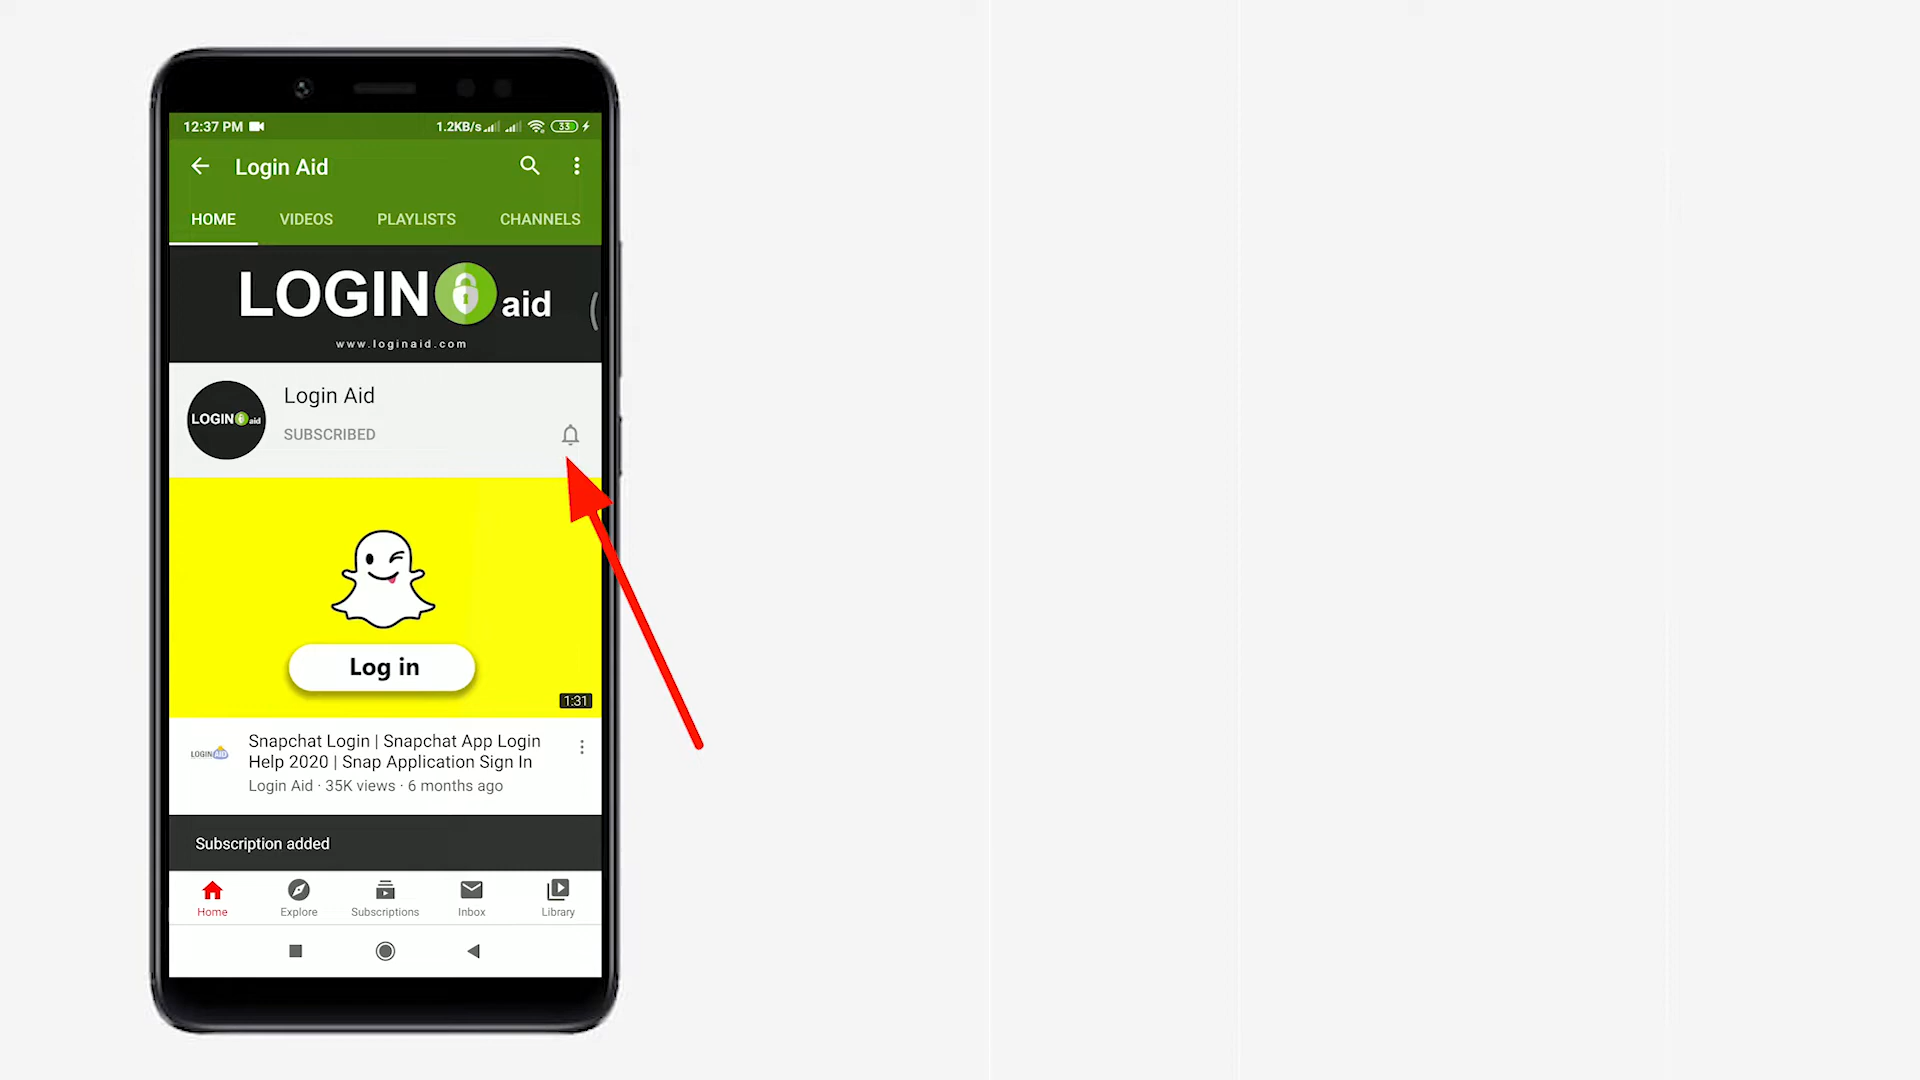 12:37 PM 1.2KB/s 33
Login Aid
HOME VIDEOS PLAYLISTS CHANNELS
LOGIN aid
www.loginaid.com
LOGIN aid
Login Aid
SUBSCRIBED
Log in
1:31
LOGIN AID
Snapchat Login | Snapchat App Login
Help 2020 | Snap Application Sign In
Login Aid · 35K views · 6 months ago
Subscription added
Home Explore Subscriptions Inbox Library